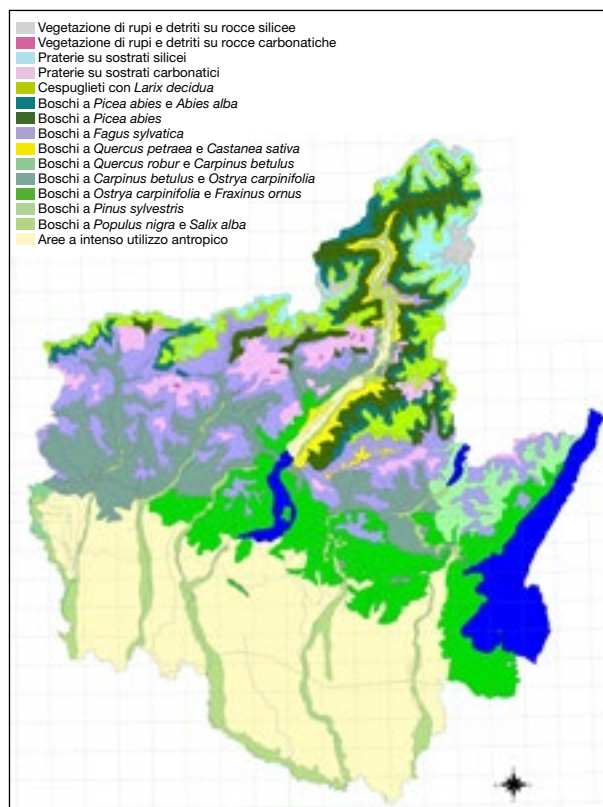 Vegetazione di rupi e detriti su rocce silicee
Vegetazione di rupi e detriti su rocce carbonatiche
Praterie su sostrati silicei
Praterie su sostrati carbonatici
Cespuglieti con Larix decidua
Boschi a Picea abies e Abies alba
Boschi a Picea abies
Boschi a Fagus sylvatica
Boschi a Quercus petraea e Castanea sativa
Boschi a Quercus robur e Carpinus betulus
Boschi a Carpinus betulus e Ostrya carpinifolia
Boschi a Ostrya carpinifolia e Fraxinus ornus
Boschi a Pinus sylvestris
Boschi a Populus nigra e Salix alba
Aree a intenso utilizzo antropico